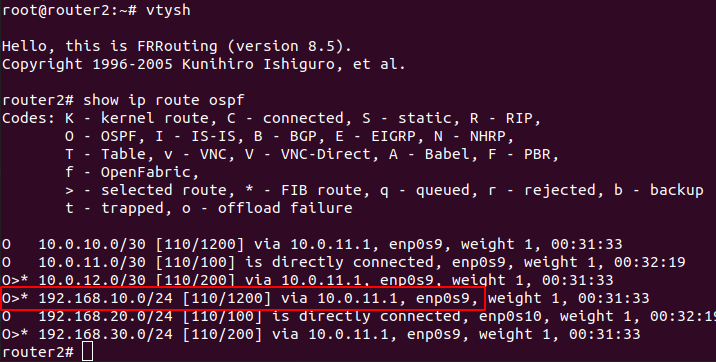 root@router2:~# vtysh
Hello, this is FRRouting (version 8.5).
Copyright 1996-2005 Kunihiro Ishiguro, et al.
router2# show ip route ospf
Codes: K - kernel route, C - connected, S - static, R - RIP,
O - OSPF, I - IS-IS, B - BGP, E - EIGRP, N - NHRP,
T - Table, v - VNC, V - VNC-Direct, A - Babel, F - PBR,
f - OpenFabric,
> - selected route, * - FIB route, q - queued, r - rejected, b - backup
t - trapped, o - offload failure
O   10.0.10.0/30 [110/1200] via 10.0.11.1, enp0s9, weight 1, 00:31:33
O   10.0.11.0/30 [110/100] is directly connected, enp0s9, weight 1, 00:32:19
O>* 10.0.12.0/30 [110/200] via 10.0.11.1, enp0s9, weight 1, 00:31:33
O>* 192.168.10.0/24 [110/1200] via 10.0.11.1, enp0s9, weight 1, 00:31:33
O   192.168.20.0/24 [110/100] is directly connected, enp0s10, weight 1, 00:32:19
O>* 192.168.30.0/24 [110/200] via 10.0.11.1, enp0s9, weight 1, 00:31:33
router2#